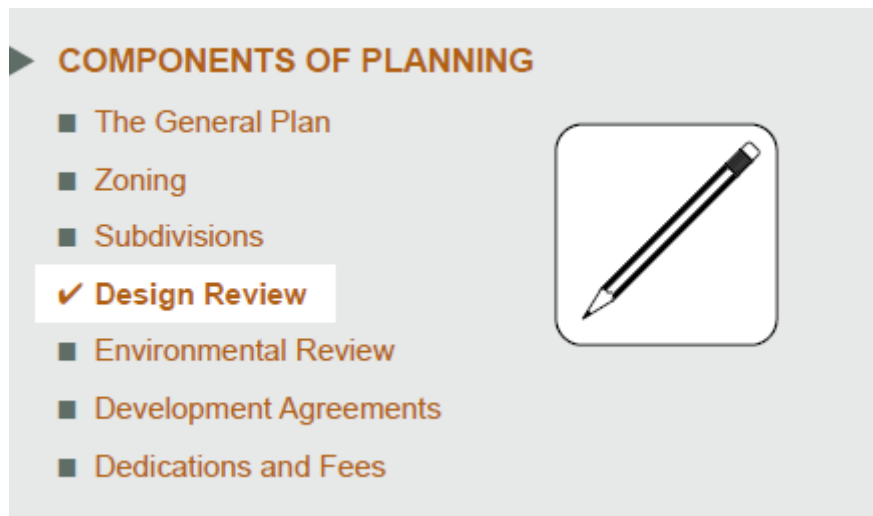 COMPONENTS OF PLANNING
The General Plan
Zoning
Subdivisions
✔ Design Review
Environmental Review
Development Agreements
Dedications and Fees